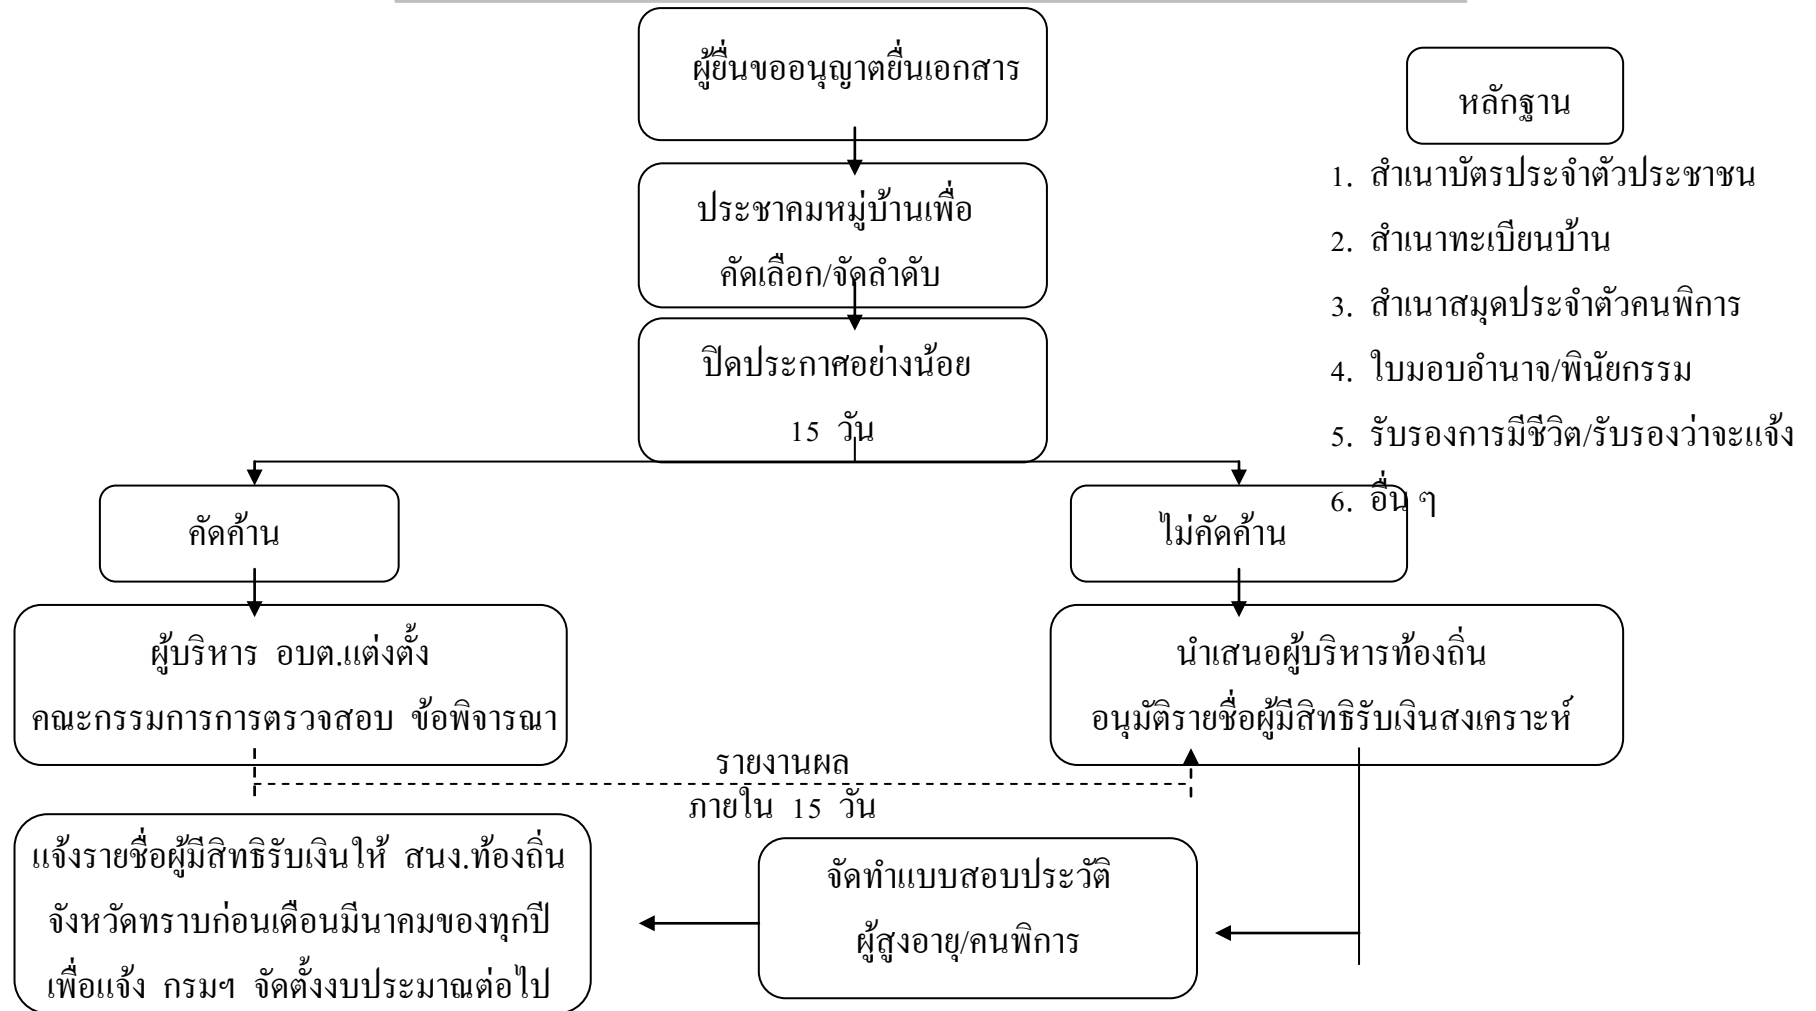 ผู้ยื่นขออนุญาตยื่นเอกสาร
ประชาคมหมู่บ้านเพื่อ
คัดเลือก/จัดลำดับ
ปิดประกาศอย่างน้อย
15 วัน
หลักฐาน
1. สำเนาบัตรประจำตัวประชาชน
2. สำเนาทะเบียนบ้าน
3. สำเนาสมุดประจำตัวคนพิการ
4. ใบมอบอำนาจ/พินัยกรรม
5. รับรองการมีชีวิต/รับรองว่าจะแจ้ง
6. อื่น ๆ
คัดค้าน
ไม่คัดค้าน
ผู้บริหาร อบต.แต่งตั้ง
คณะกรรมการการตรวจสอบ ข้อพิจารณา
นำเสนอผู้บริหารท้องถิ่น
อนุมัติรายชื่อผู้มีสิทธิรับเงินสงเคราะห์
รายงานผล
ภายใน 15 วัน
จัดทำแบบสอบประวัติ
ผู้สูงอายุ/คนพิการ
แจ้งรายชื่อผู้มีสิทธิรับเงินให้ สนง.ท้องถิ่น
จังหวัดทราบก่อนเดือนมีนาคมของทุกปี
เพื่อแจ้ง กรมฯ จัดตั้งงบประมาณต่อไป